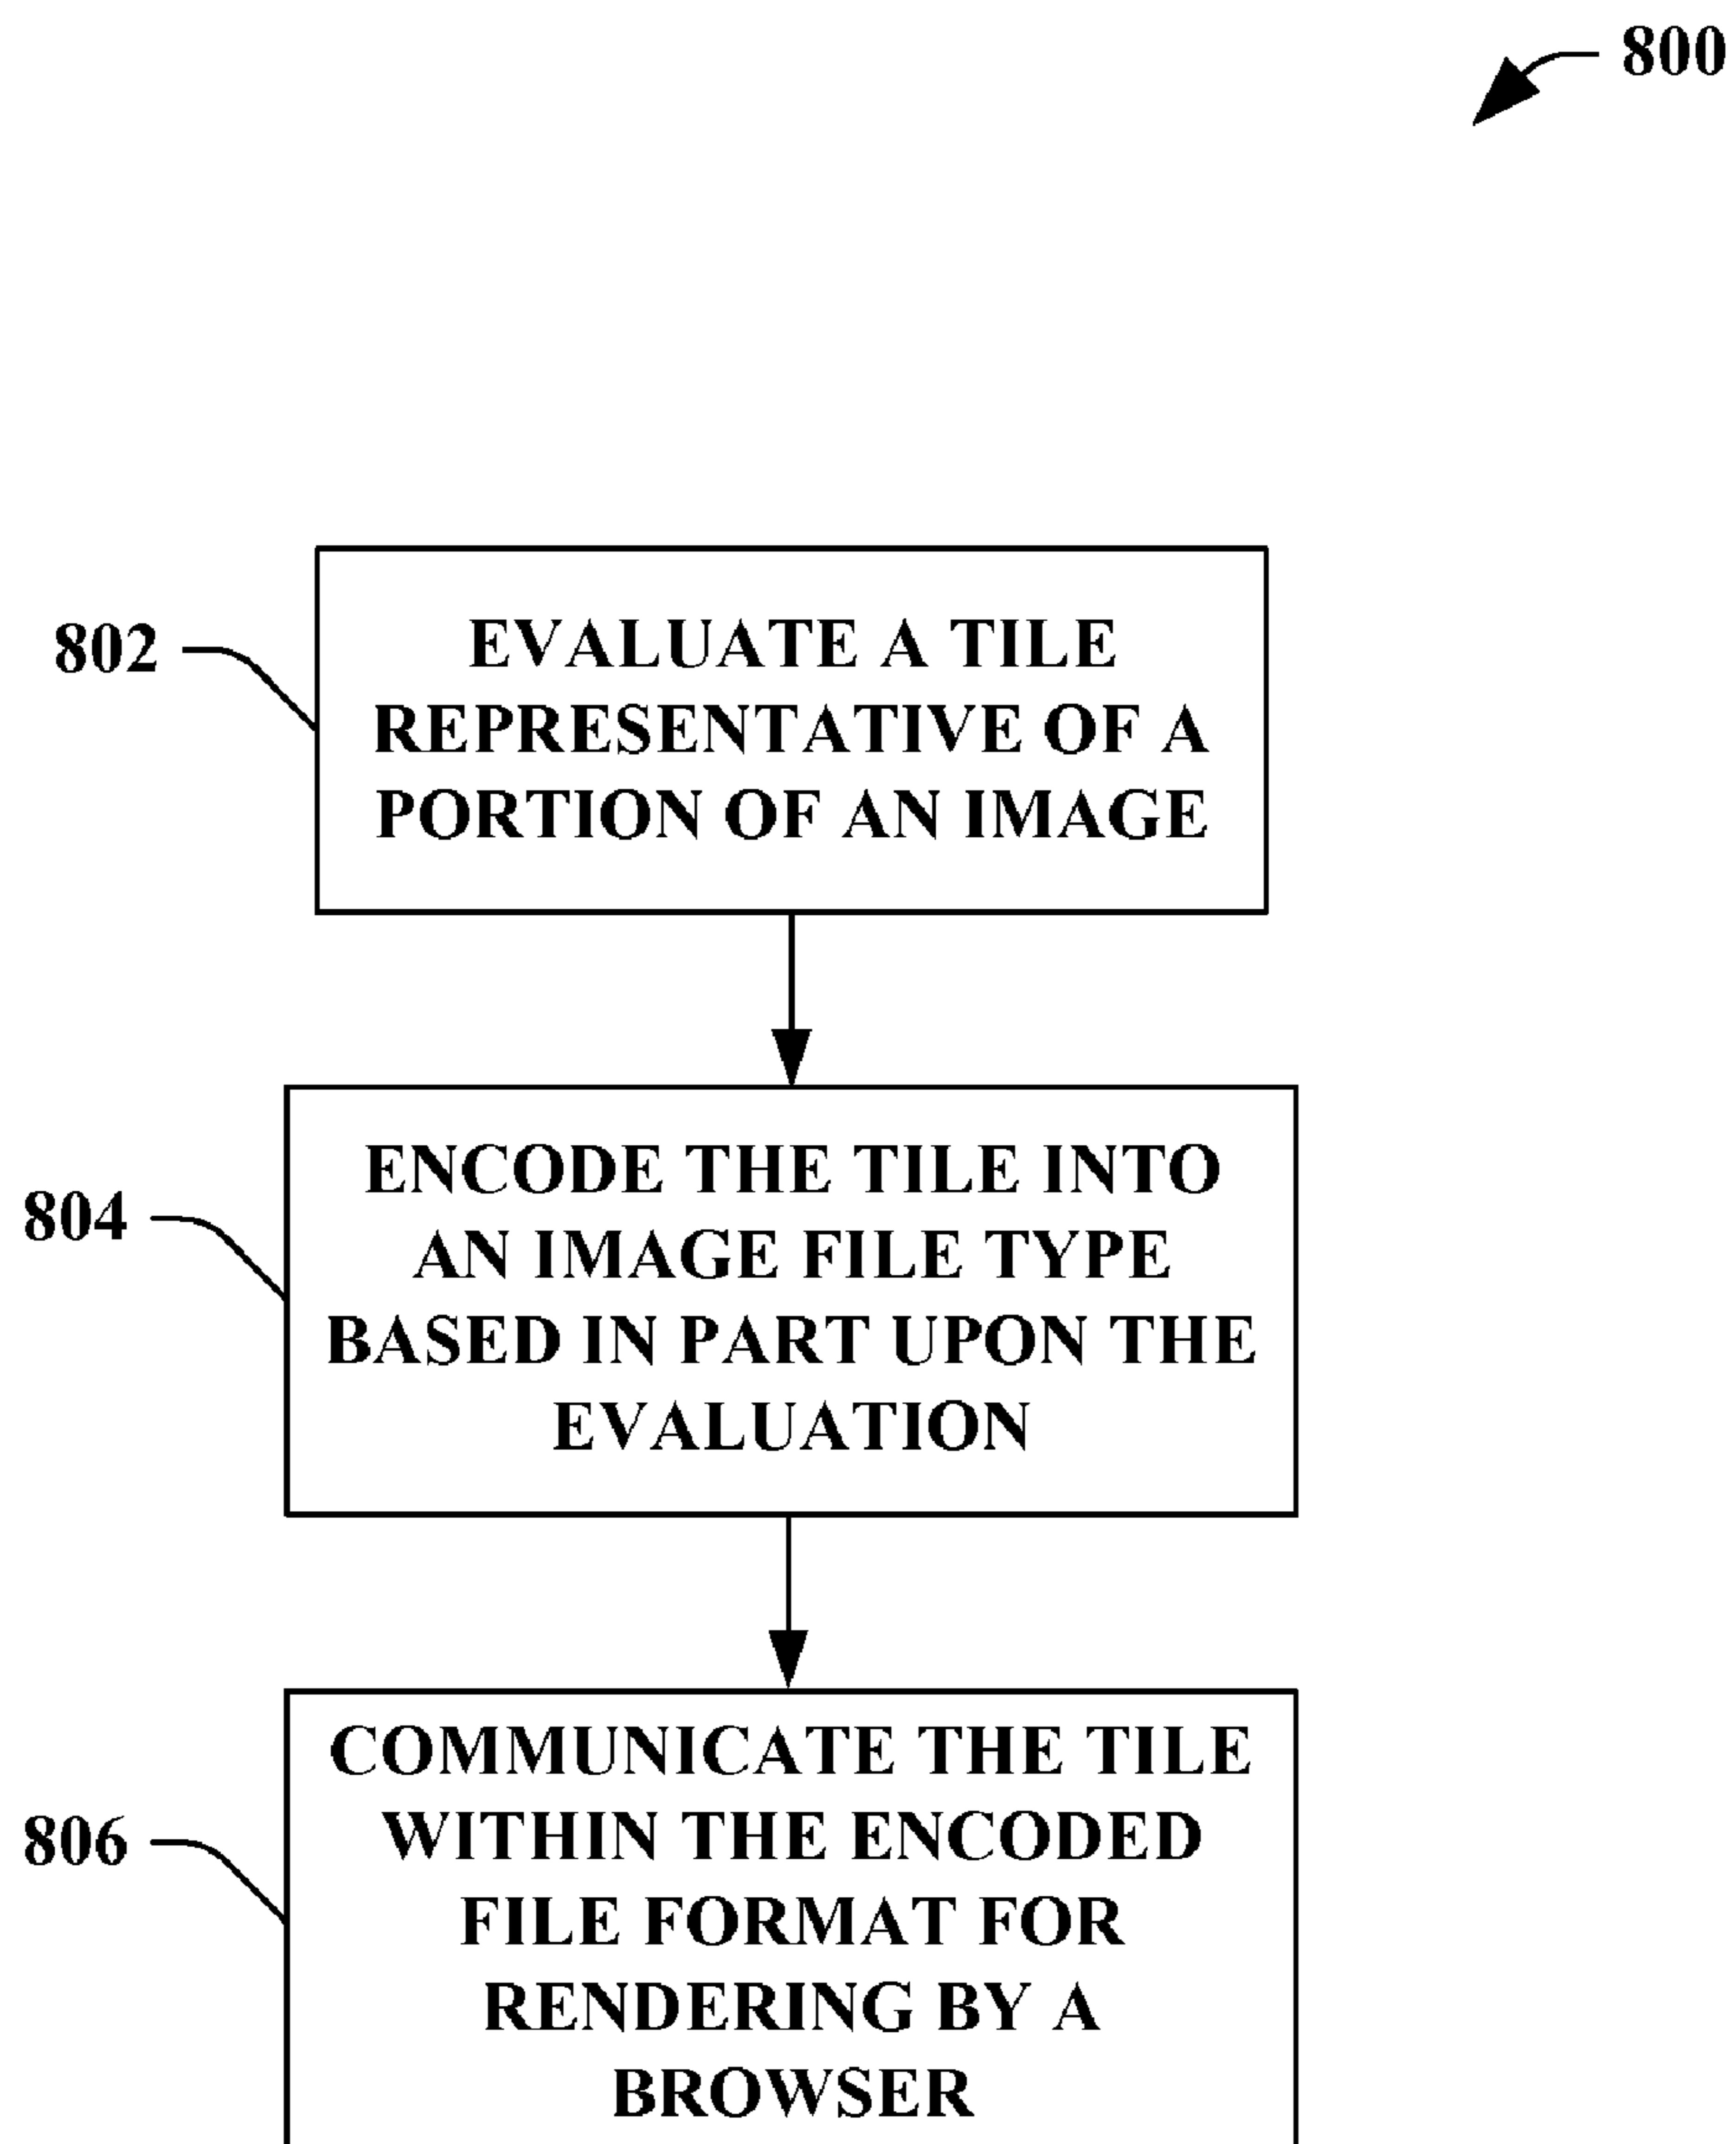 800
802
EVALUATE A TILE
REPRESENTATIVE OF A
PORTION OF AN IMAGE
804
ENCODE THE TILE INTO
AN IMAGE FILE TYPE
BASED IN PART UPON THE
EVALUATION
806
COMMUNICATE THE TILE
WITHIN THE ENCODED
FILE FORMAT FOR
RENDERING BY A
BROWSER